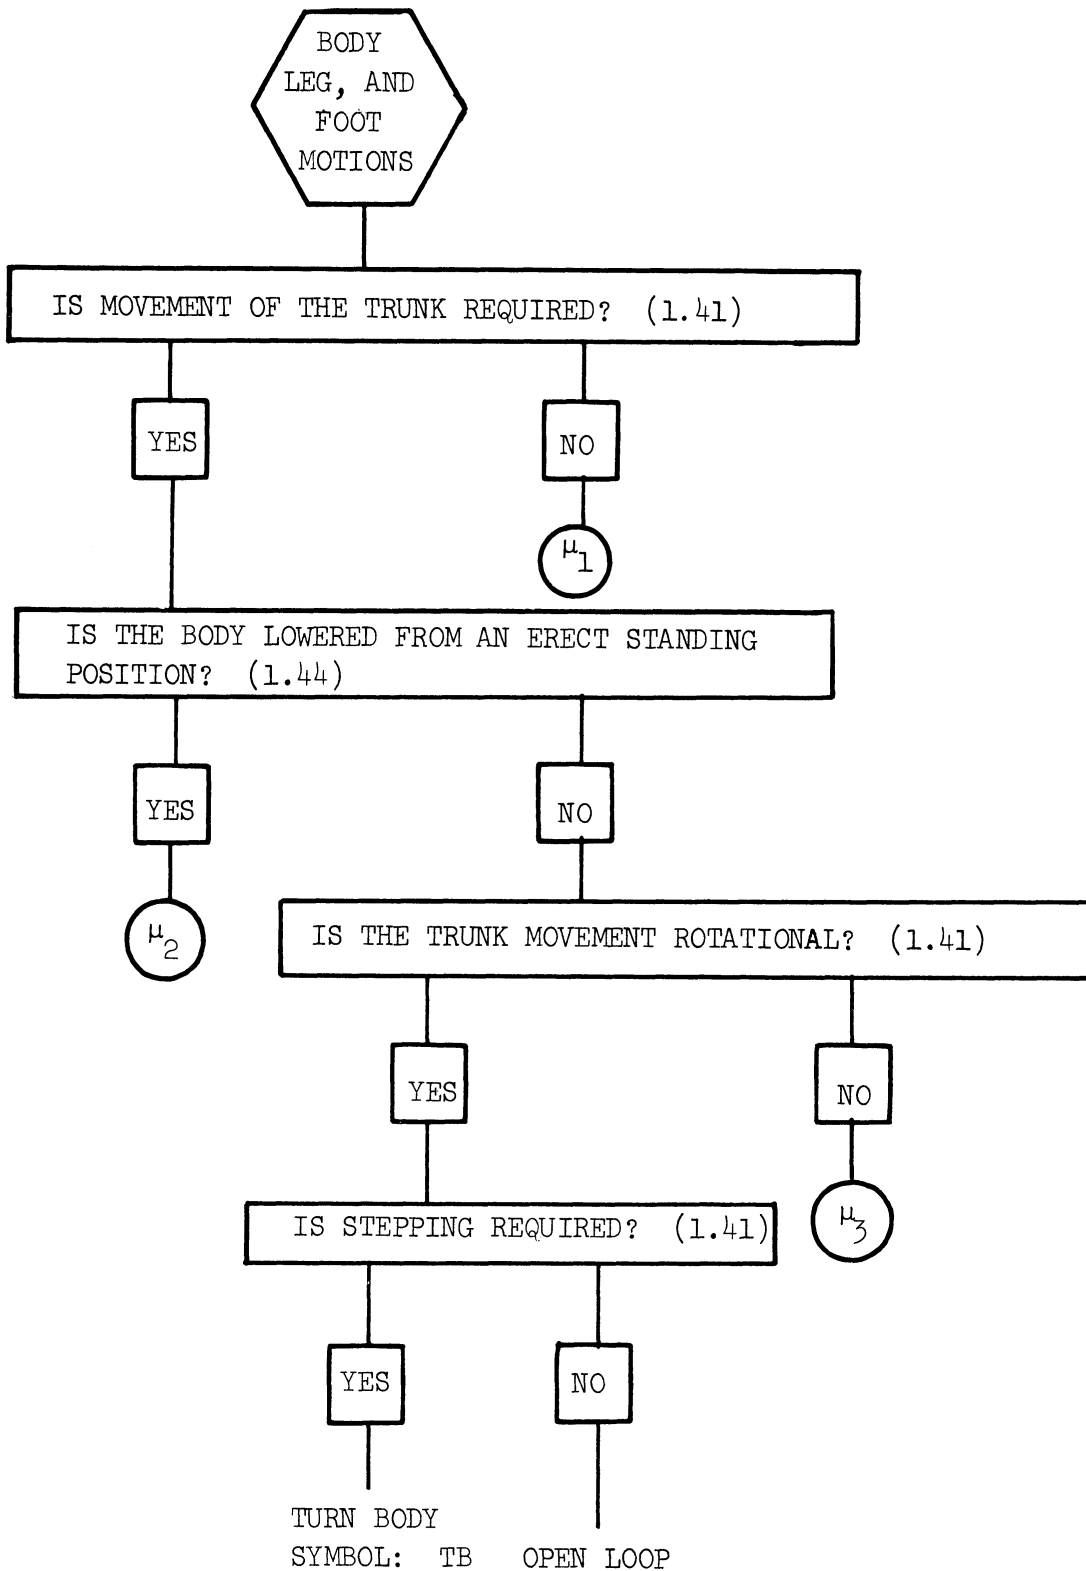 BODY
LEG, AND
FOOT
MOTIONS
IS MOVEMENT OF THE TRUNK REQUIRED? (1.41)
YES
NO
μ1
IS THE BODY LOWERED FROM AN ERECT STANDING
POSITION? (1.44)
YES
NO
μ2
IS THE TRUNK MOVEMENT ROTATIONAL? (1.41)
YES
NO
μ3
IS STEPPING REQUIRED? (1.41)
YES
NO
TURN BODY
SYMBOL: TB
OPEN LOOP